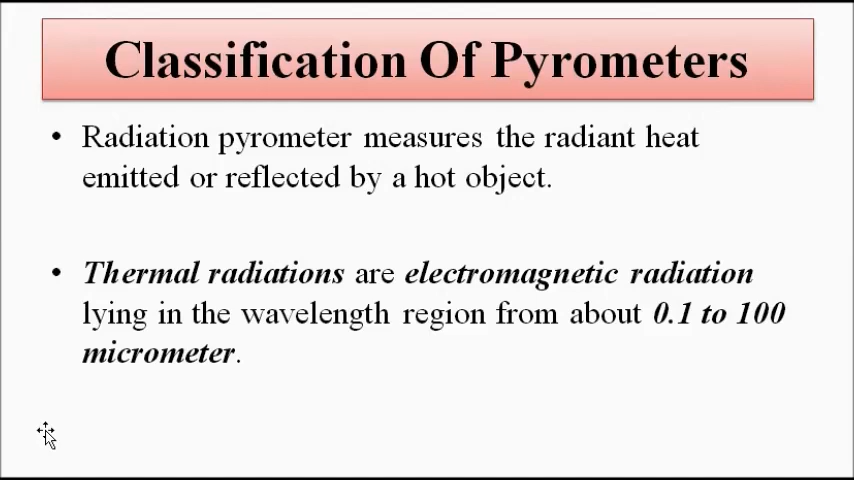 Classification Of Pyrometers
• Radiation pyrometer measures the radiant heat
emitted or reflected by a hot object.
• Thermal radiations are electromagnetic radiation
lying in the wavelength region from about 0.1 to 100
micrometer.